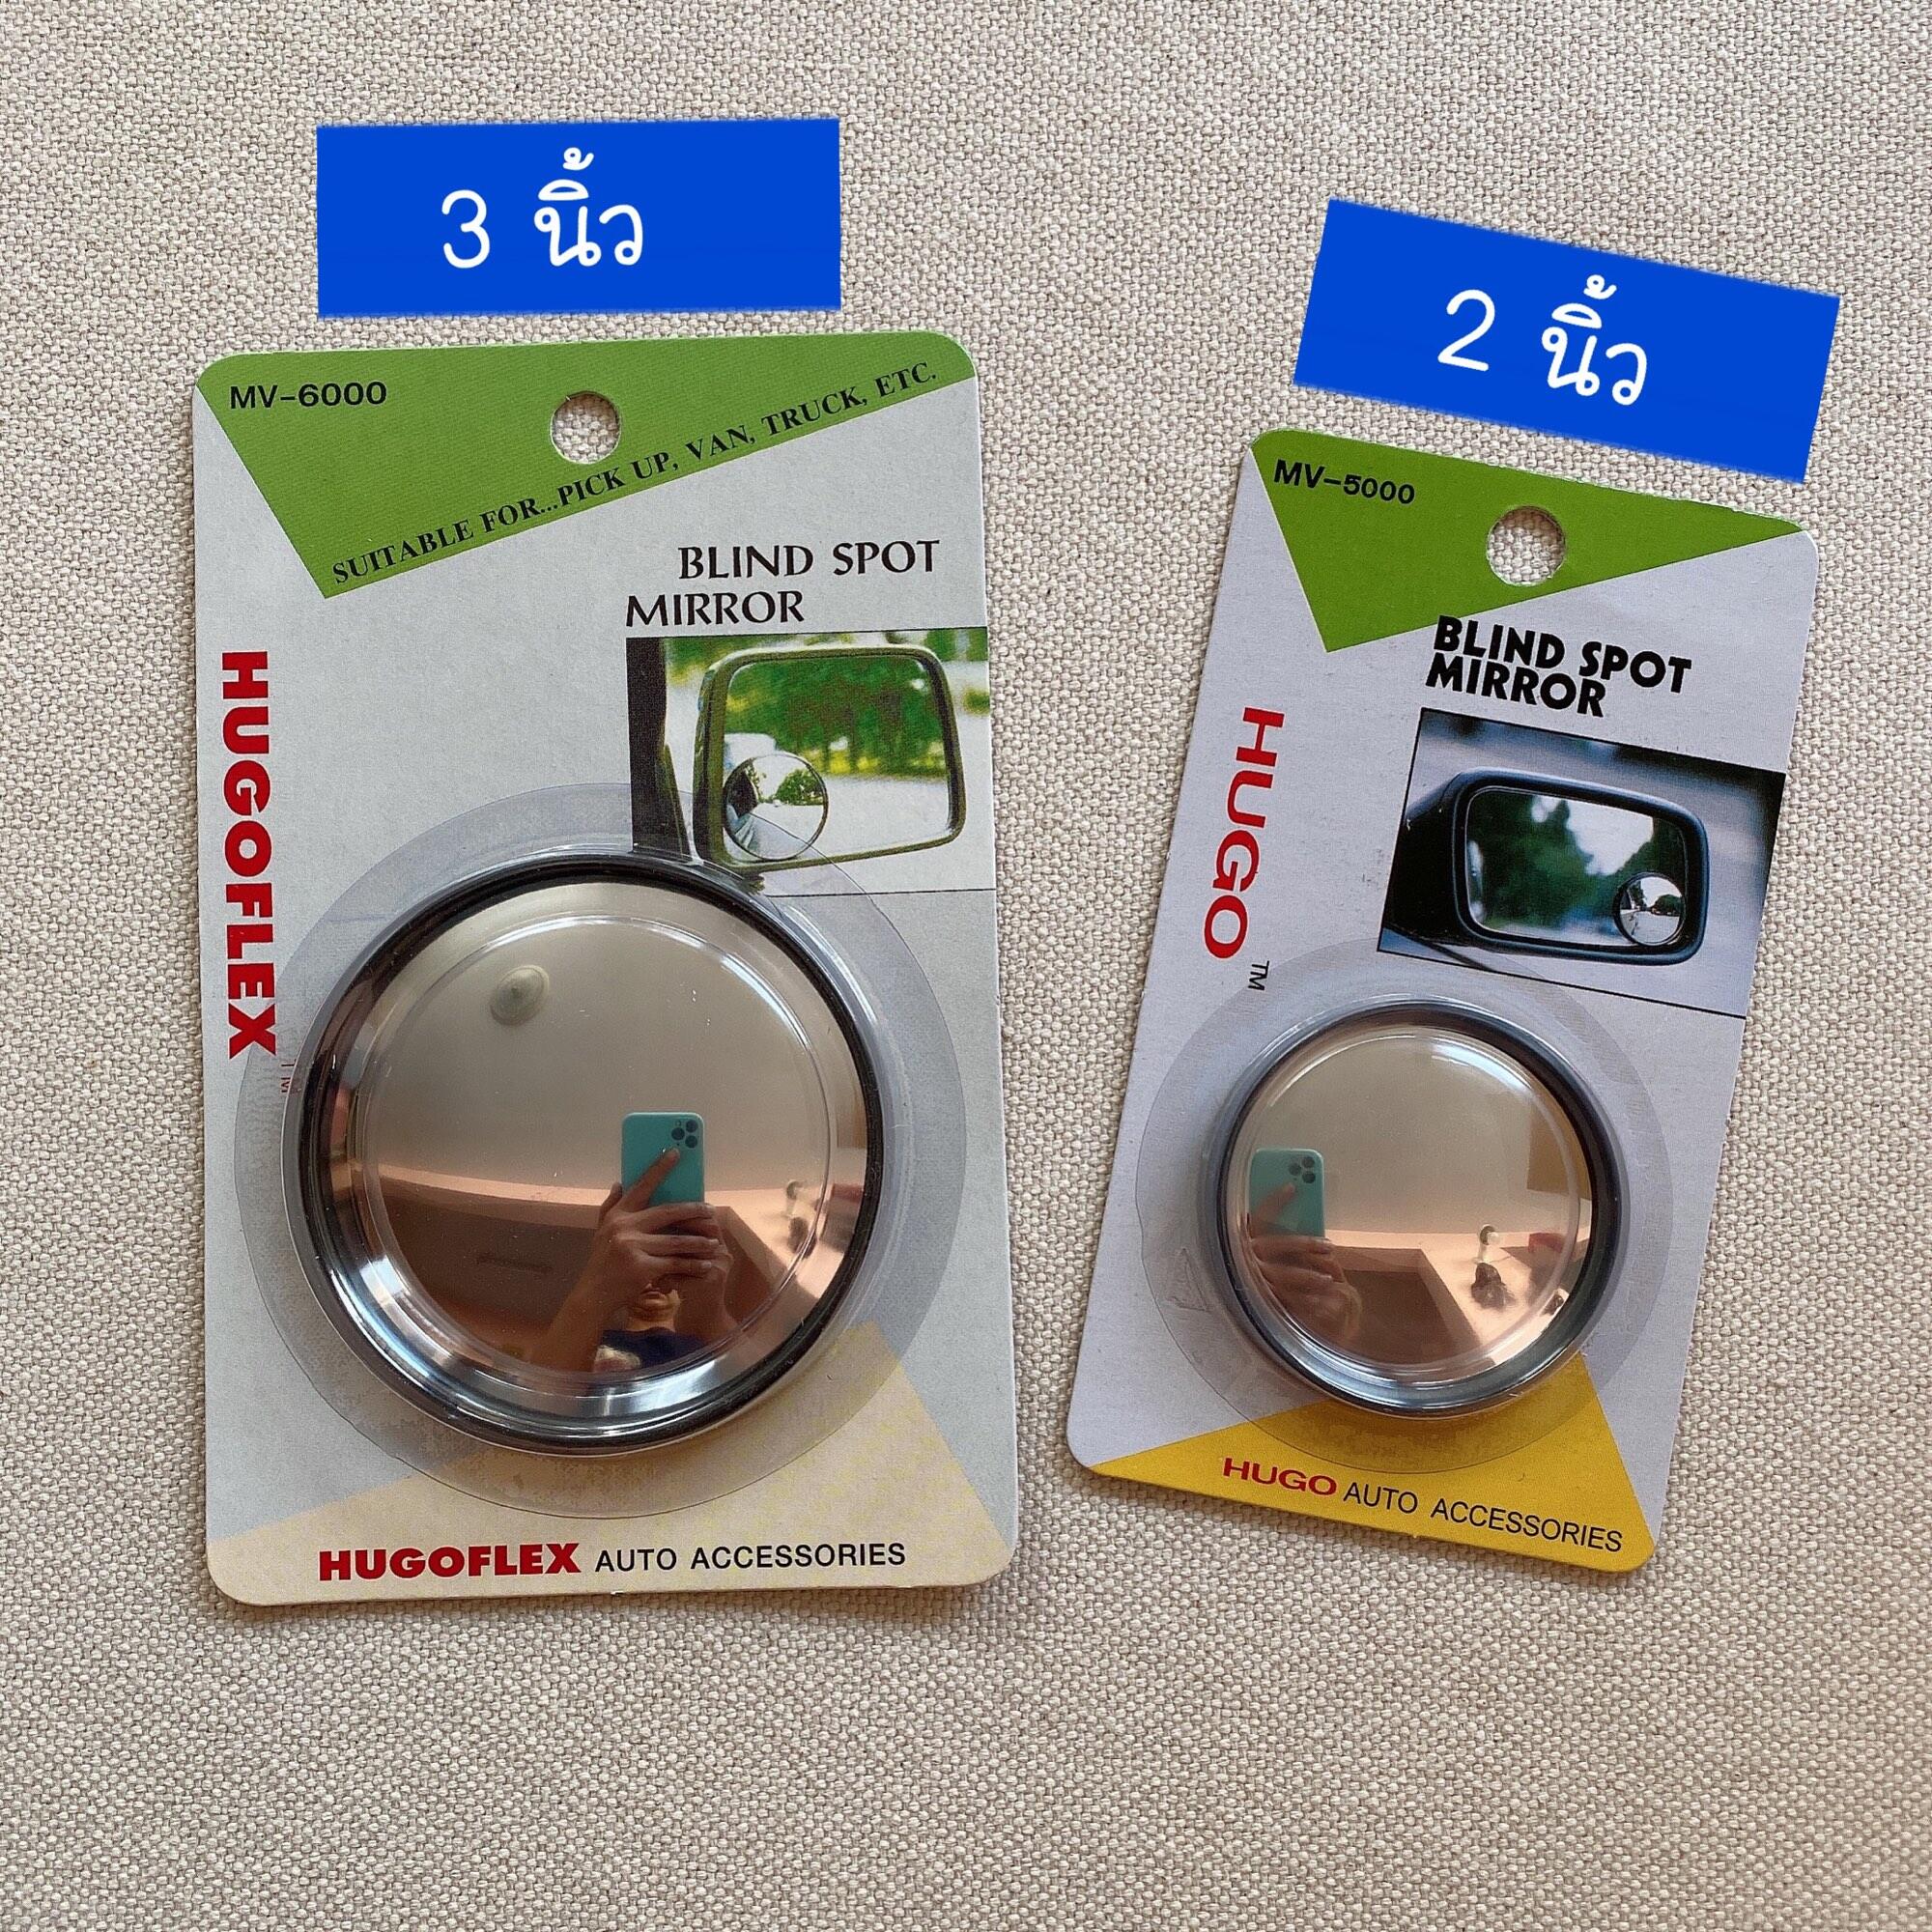 3 นิ้ว
MV-6000
SUITABLE FOR...PICK UP, VAN, TRUCK, ETC.
BLIND SPOT
MIRROR
HUGOFLEX
TM
HUGOFLEX AUTO ACCESSORIES
2 นิ้ว
MV-5000
BLIND SPOT
MIRROR
HUGO™
HUGO AUTO ACCESSORIES